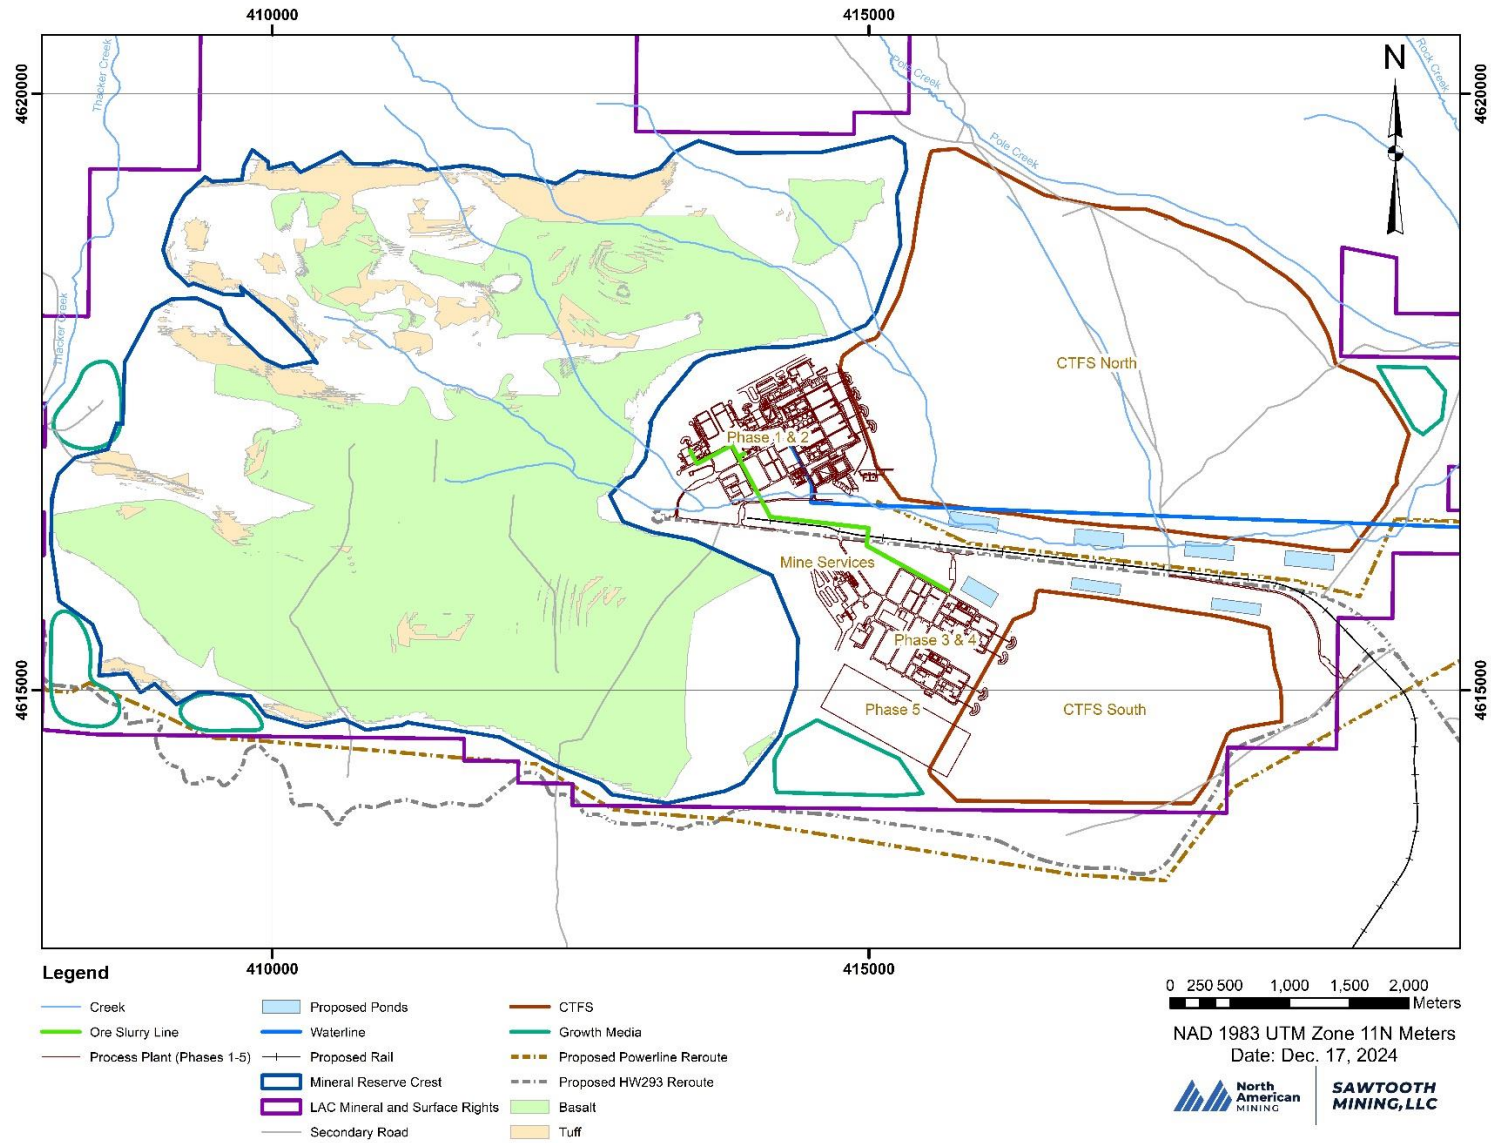 410000
415000
4620000
4620000
4615000
4615000
Thacker Creek
Thacker Creek
Pole Creek
Pole Creek
Rock Creek
N
CTFS North
Phase 1 & 2
Mine Services
Phase 3 & 4
Phase 5
CTFS South
410000
415000
Legend
Creek
Ore Slurry Line
Process Plant (Phases 1-5)
Proposed Ponds
Waterline
Proposed Rail
Mineral Reserve Crest
LAC Mineral and Surface Rights
Secondary Road
CTFS
Growth Media
Proposed Powerline Reroute
Proposed HW293 Reroute
Basalt
Tuff
0 250 500 1,000 1,500 2,000
Meters
NAD 1983 UTM Zone 11N Meters
Date: Dec. 17, 2024
North
American
MINING
SAWTOOTH
MINING, LLC